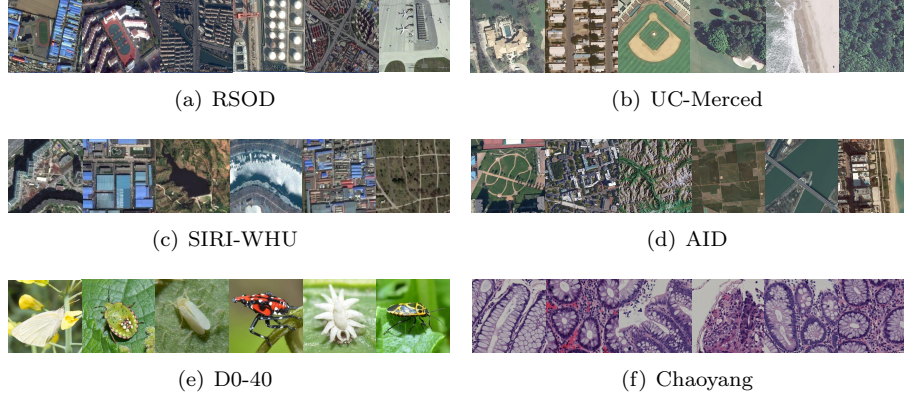 (a) RSOD
(b) UC-Merced
(c) SIRI-WHU
(d) AID
(e) D0-40
(f) Chaoyang